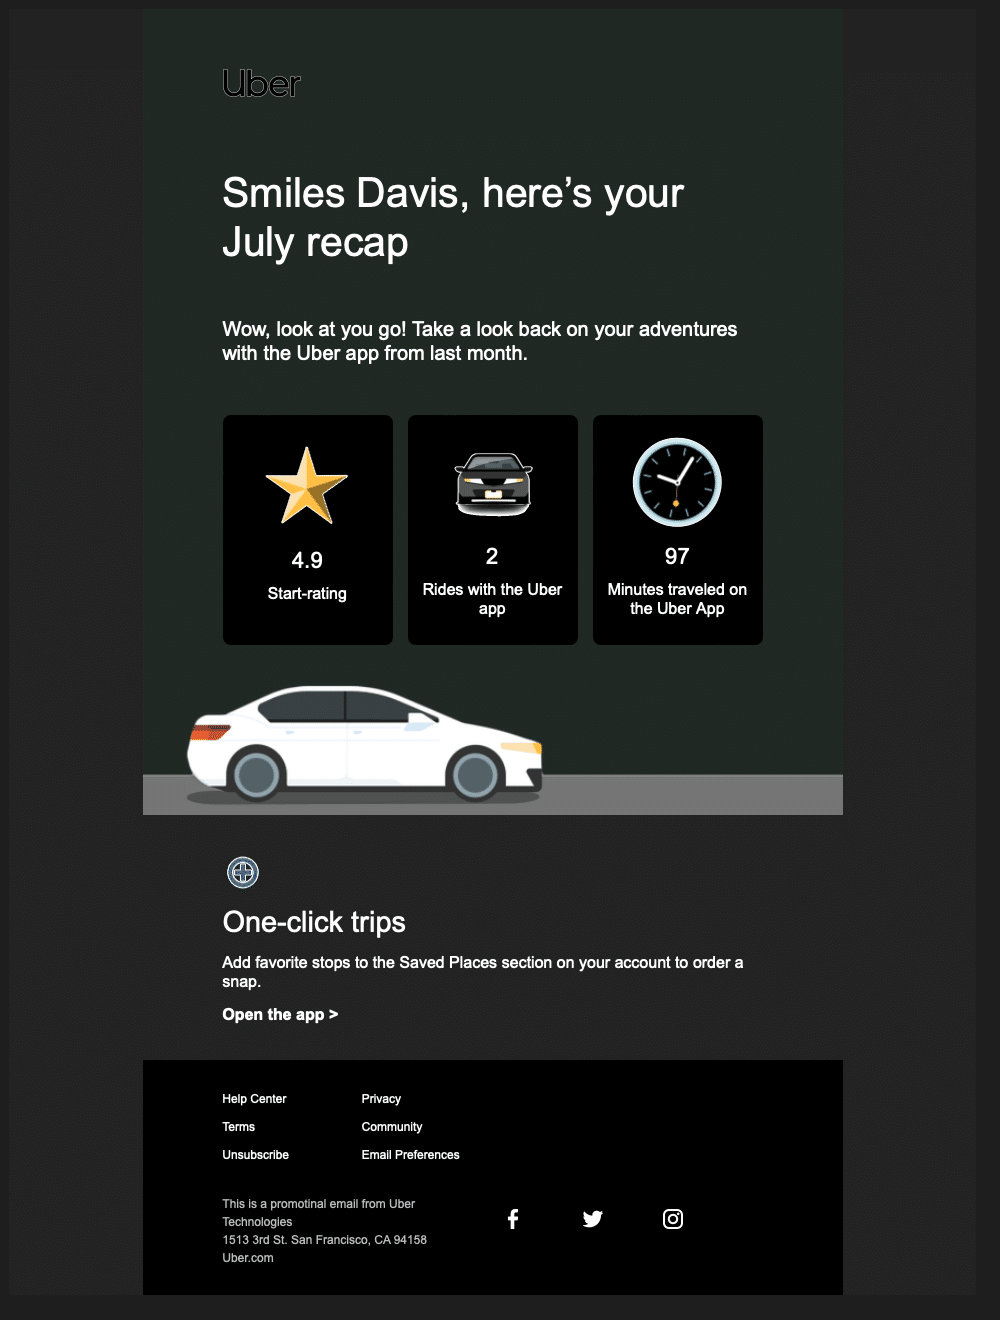 Uber
Smiles Davis, here’s your
July recap
Wow, look at you go! Take a look back on your adventures
with the Uber app from last month.
4.9
Start-rating
2
Rides with the Uber
app
97
Minutes traveled on
the Uber App
One-click trips
Add favorite stops to the Saved Places section on your account to order a
snap.
Open the app >
Help Center
Privacy
Terms
Community
Unsubscribe
Email Preferences
This is a promotinal email from Uber
Technologies
1513 3rd St. San Francisco, CA 94158
Uber.com